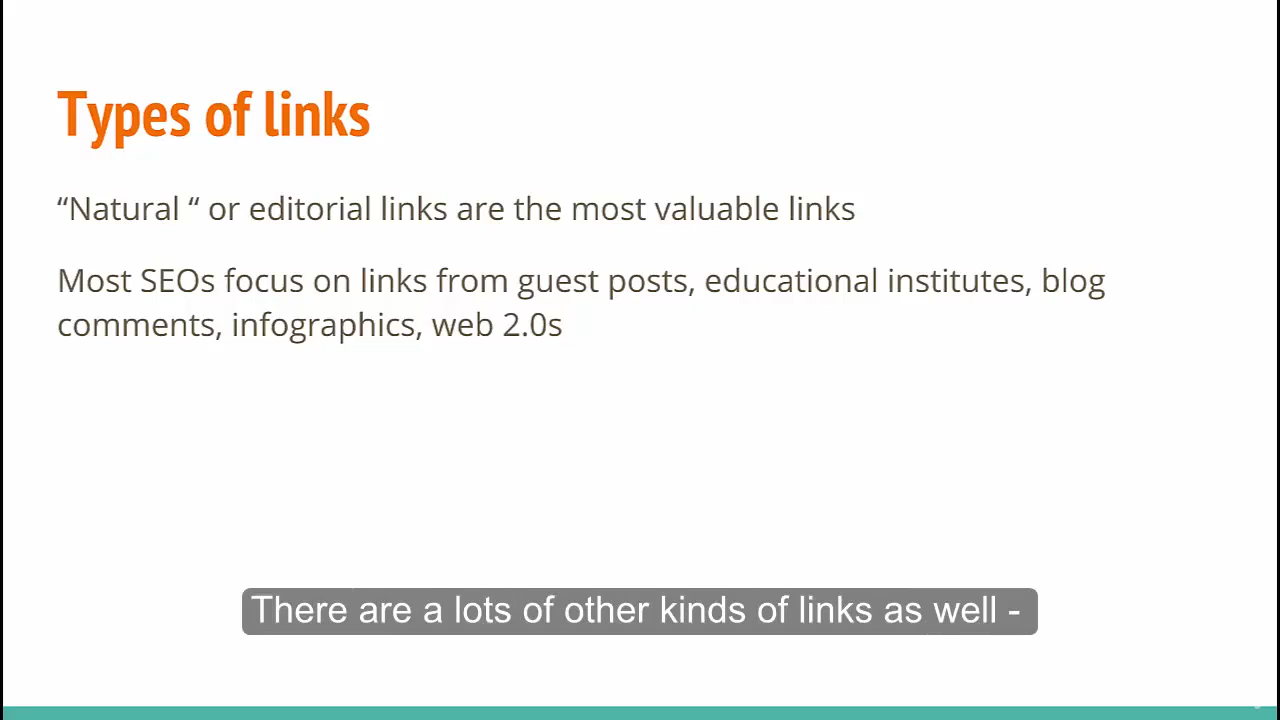 Types of links
“Natural “ or editorial links are the most valuable links
Most SEOs focus on links from guest posts, educational institutes, blog
comments, infographics, web 2.0s
There are a lots of other kinds of links as well -